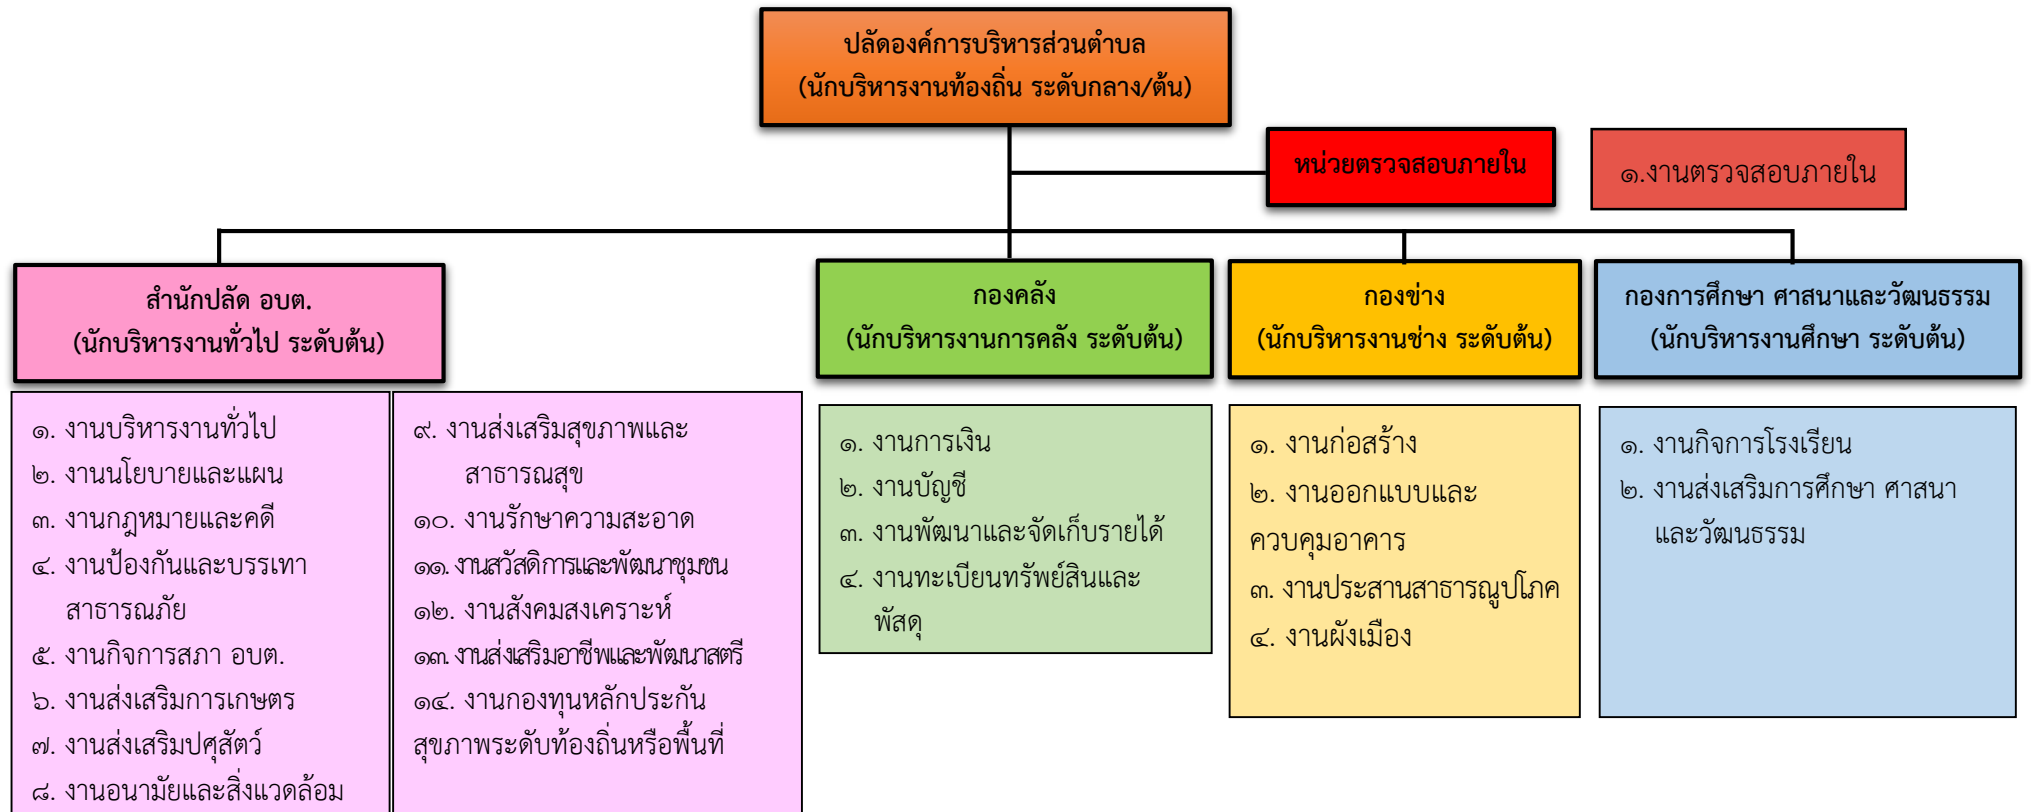 ปลัดองค์การบริหารส่วนตำบล
(นักบริหารงานท้องถิ่น ระดับกลาง/ต้น)
หน่วยตรวจสอบภายใน
๑.งานตรวจสอบภายใน
สำนักปลัด อบต.
(นักบริหารงานทั่วไป ระดับต้น)
๑. งานบริหารงานทั่วไป
๒. งานนโยบายและแผน
๓. งานกฎหมายและคดี
๔. งานป้องกันและบรรเทา
สาธารณภัย
๕. งานกิจการสภา อบต.
๖. งานส่งเสริมการเกษตร
๗. งานส่งเสริมปศุสัตว์
๘. งานอนามัยและสิ่งแวดล้อม
๙. งานส่งเสริมสุขภาพและ
สาธารณสุข
๑๐. งานรักษาความสะอาด
๑๑. งานสวัสดิการและพัฒนาชุมชน
๑๒. งานสังคมสงเคราะห์
๑๓. งานส่งเสริมอาชีพและพัฒนาสตรี
๑๔. งานกองทุนหลักประกัน
สุขภาพระดับท้องถิ่นหรือพื้นที่
กองคลัง
(นักบริหารงานการคลัง ระดับต้น)
๑. งานการเงิน
๒. งานบัญชี
๓. งานพัฒนาและจัดเก็บรายได้
๔. งานทะเบียนทรัพย์สินและ
พัสดุ
กองช่าง
(นักบริหารงานช่าง ระดับต้น)
๑. งานก่อสร้าง
๒. งานออกแบบและ
ควบคุมอาคาร
๓. งานประสานสาธารณูปโภค
๔. งานผังเมือง
กองการศึกษา ศาสนาและวัฒนธรรม
(นักบริหารงานศึกษา ระดับต้น)
๑. งานกิจการโรงเรียน
๒. งานส่งเสริมการศึกษา ศาสนา
และวัฒนธรรม